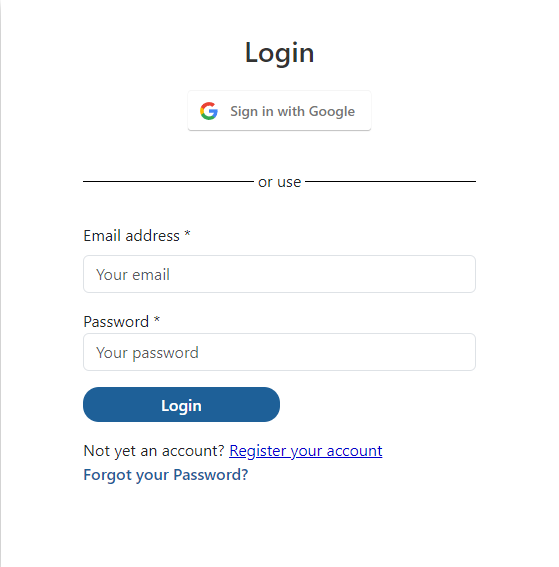 Login
Sign in with Google
or use
Email address *
Your email
Password *
Your password
Login
Not yet an account? Register your account
Forgot your Password?